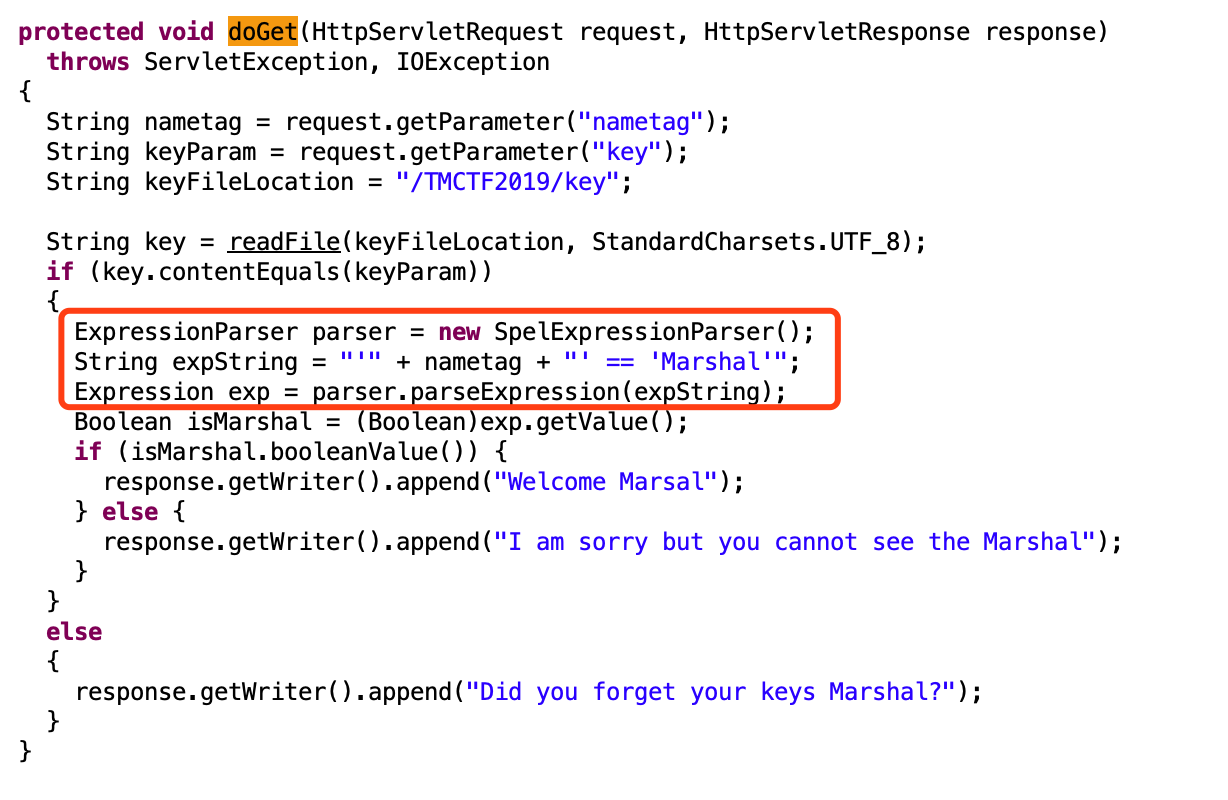 protected void doGet(HttpServletRequest request, HttpServletResponse response)
  throws ServletException, IOException
{
  String nametag = request.getParameter("nametag");
  String keyParam = request.getParameter("key");
  String keyFileLocation = "/TMCTF2019/key";

  String key = readFile(keyFileLocation, StandardCharsets.UTF_8);
  if (key.contentEquals(keyParam))
  {
    ExpressionParser parser = new SpelExpressionParser();
    String expString = "'" + nametag + "' == 'Marshal'";
    Expression exp = parser.parseExpression(expString);
    Boolean isMarshal = (Boolean)exp.getValue();
    if (isMarshal.booleanValue()) {
      response.getWriter().append("Welcome Marsal");
    } else {
      response.getWriter().append("I am sorry but you cannot see the Marshal");
    }
  }
  else
  {
    response.getWriter().append("Did you forget your keys Marshal?");
  }
}